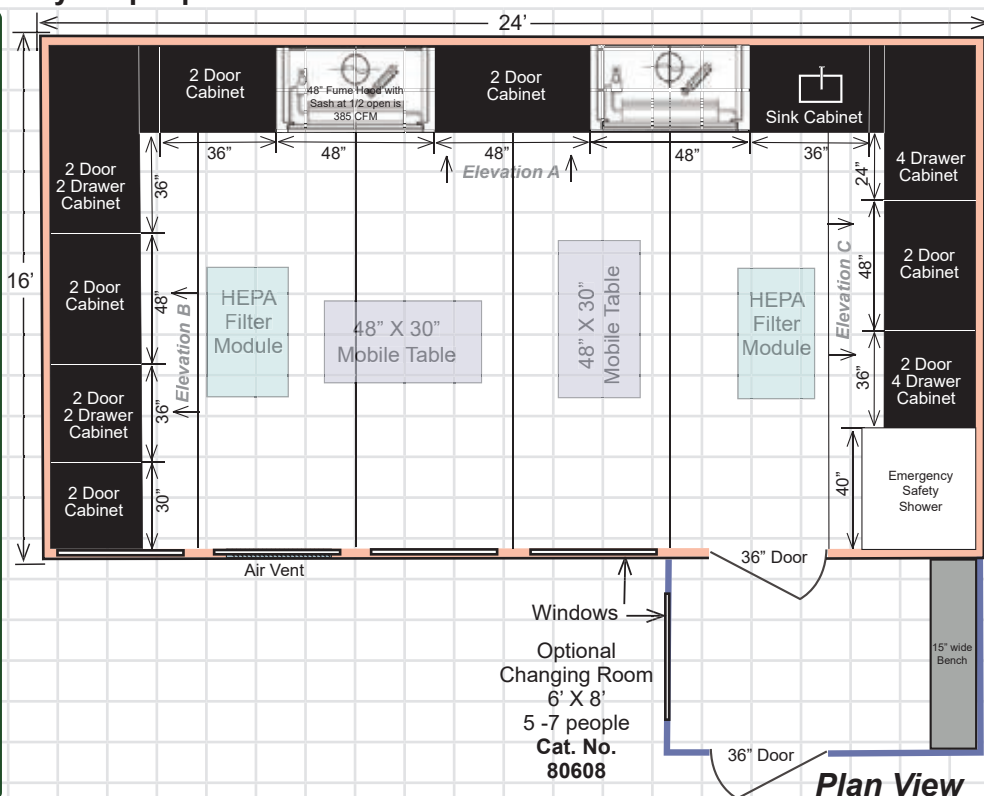 24'
2 Door
Cabinet
48" Fume Hood with
Sash at 1/2 open is
385 CFM
2 Door
Cabinet
Sink Cabinet
36"
48"
48"
48"
36"
Elevation A
2 Door
2 Drawer
Cabinet
36"
24"
4 Drawer
Cabinet
16'
2 Door
Cabinet
48"
Elevation B
HEPA
Filter
Module
48" X 30"
Mobile Table
48" X 30"
Mobile Table
HEPA
Filter
Module
Elevation C
48"
2 Door
Cabinet
2 Door
2 Drawer
Cabinet
36"
36"
2 Door
4 Drawer
Cabinet
2 Door
Cabinet
30"
40"
Emergency
Safety
Shower
Air Vent
36" Door
Windows
Optional
Changing Room
6' X 8'
5 -7 people
Cat. No.
80608
15" wide
Bench
36" Door
Plan View